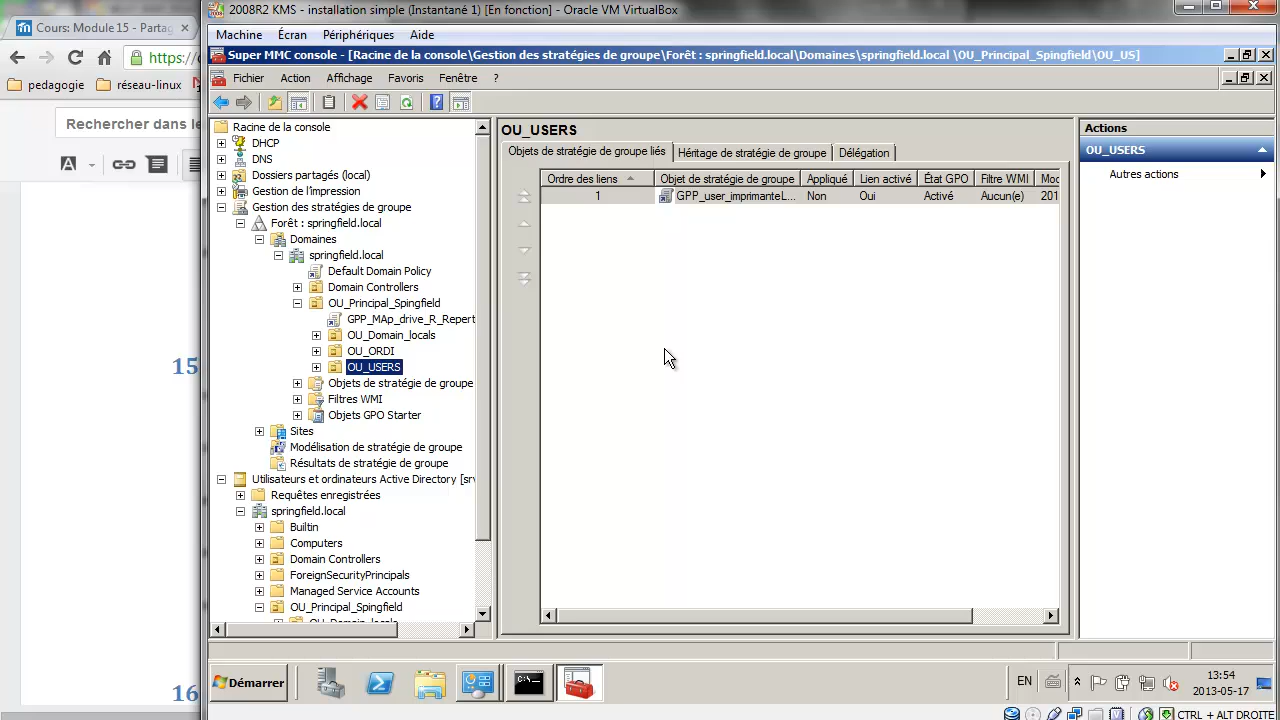 2008R2 KMS - installation simple (Instantané 1) [En fonction] - Oracle VM VirtualBox
Cours: Module 15 - Partag
Machine Écran Périphériques Aide
https://
Super MMC console - [Racine de la console\Gestion des stratégies de groupe\Forêt : springfield.local\Domaines\springfield.local \OU_Principal_Spingfield\OU_US]
pedagogie réseau-linux
Fichier Action Affichage Favoris Fenêtre ?
Rechercher dans le
Racine de la console
DHCP
DNS
Dossiers partagés (local)
Gestion de l'impression
Gestion des stratégies de groupe
Forêt : springfield.local
Domaines
springfield.local
Default Domain Policy
Domain Controllers
OU_Principal_Spingfield
GPP_MAp_drive_R_Repert
OU_Domain_locals
OU_ORDI
OU_USERS
Objets de stratégie de groupe
Filtres WMI
Objets GPO Starter
Sites
Modélisation de stratégie de groupe
Résultats de stratégie de groupe
Utilisateurs et ordinateurs Active Directory [srv
Requêtes enregistrées
springfield.local
Builtin
Computers
Domain Controllers
ForeignSecurityPrincipals
Managed Service Accounts
OU_Principal_Spingfield
OU_USERS
Objets de stratégie de groupe liés Héritage de stratégie de groupe Délégation
Ordre des liens Objet de stratégie de groupe Appliqué Lien activé État GPO Filtre WMI Mod
1 GPP_user_imprimanteL... Non Oui Activé Aucun(e) 201
Actions
OU_USERS
Autres actions
15
16
Démarrer
EN
13:54
2013-05-17
CTRL + ALT DROITE